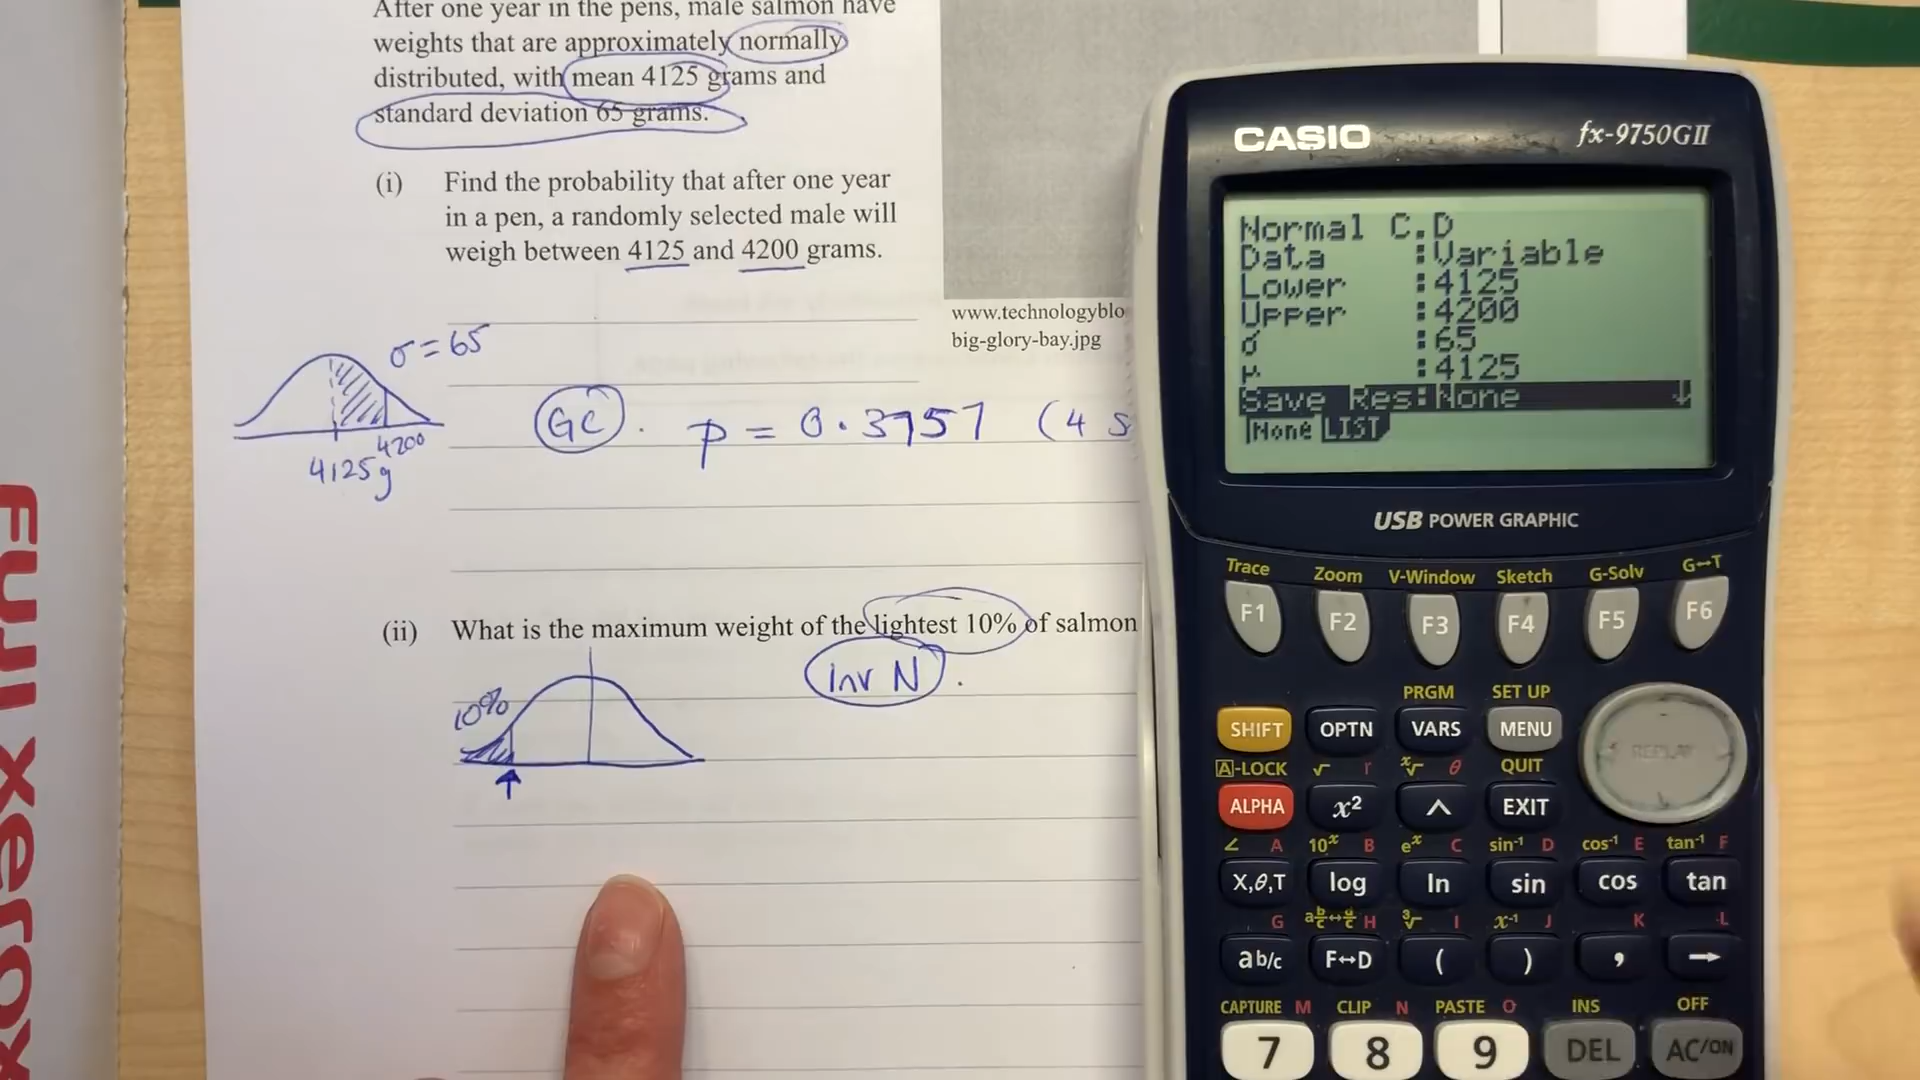 After one year in the pens, male salmon have
weights that are approximately normally
distributed, with mean 4125 grams and
standard deviation 65 grams.
(i) Find the probability that after one year
in a pen, a randomly selected male will
weigh between 4125 and 4200 grams.
www.technologyblo
big-glory-bay.jpg
σ = 65
4200
4125g
GC . p = 0.3757 (4 s
(ii) What is the maximum weight of the lightest 10% of salmon
Inv N .
10%
FUJI XEROX
CASIO fx-9750GII
Normal C.D
Data :Variable
Lower :4125
Upper :4200
σ :65
μ :4125
Save Res:None ↓
None LIST
USB POWER GRAPHIC
Trace Zoom V-Window Sketch G-Solv G↔T
F1 F2 F3 F4 F5 F6
PRGM SET UP
SHIFT OPTN VARS MENU REPLAY
A-LOCK √ r ˣ√ θ QUIT
ALPHA x² ^ EXIT
∠ A 10ˣ B eˣ C sin⁻¹ D cos⁻¹ E tan⁻¹ F
X,θ,T log ln sin cos tan
G a b/c↔d/c H ³√ I x⁻¹ J K L
a b/c F↔D ( ) , →
CAPTURE M CLIP N PASTE O INS OFF
7 8 9 DEL AC/ON